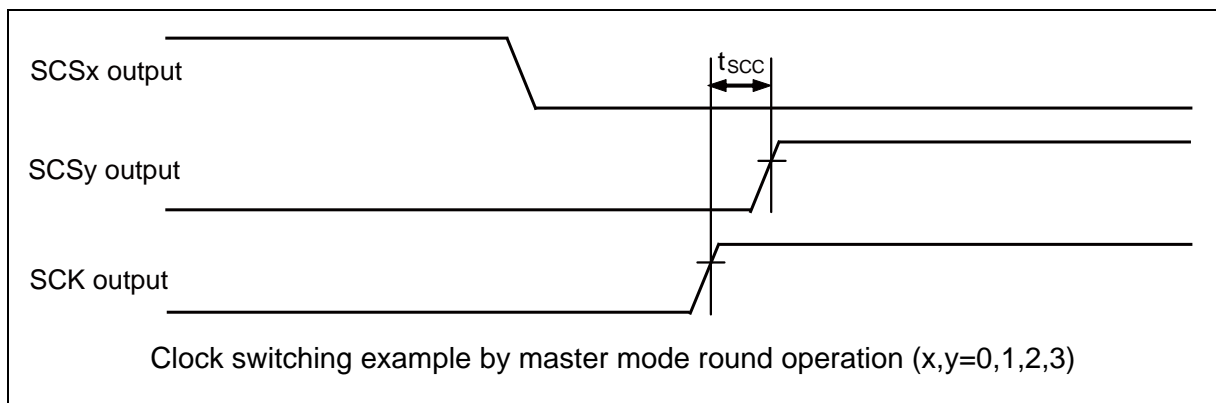 SCSx output
tSCC
SCSy output
SCK output
Clock switching example by master mode round operation (x,y=0,1,2,3)